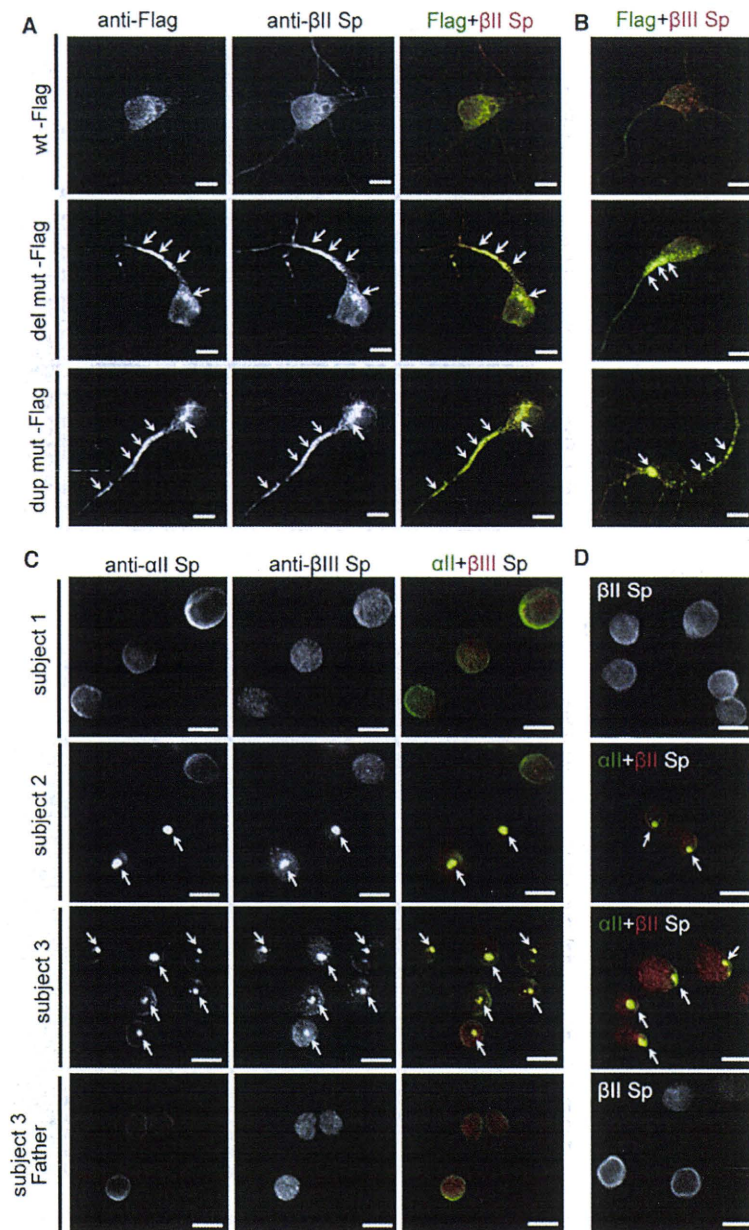 A
anti-Flag
anti-βII Sp
Flag+βII Sp
B
Flag+βIII Sp
wt -Flag
del mut -Flag
dup mut -Flag
C
anti-αII Sp
anti-βIII Sp
αII+βIII Sp
D
subject 1
βII Sp
subject 2
αII+βII Sp
subject 3
αII+βII Sp
subject 3
Father
βII Sp